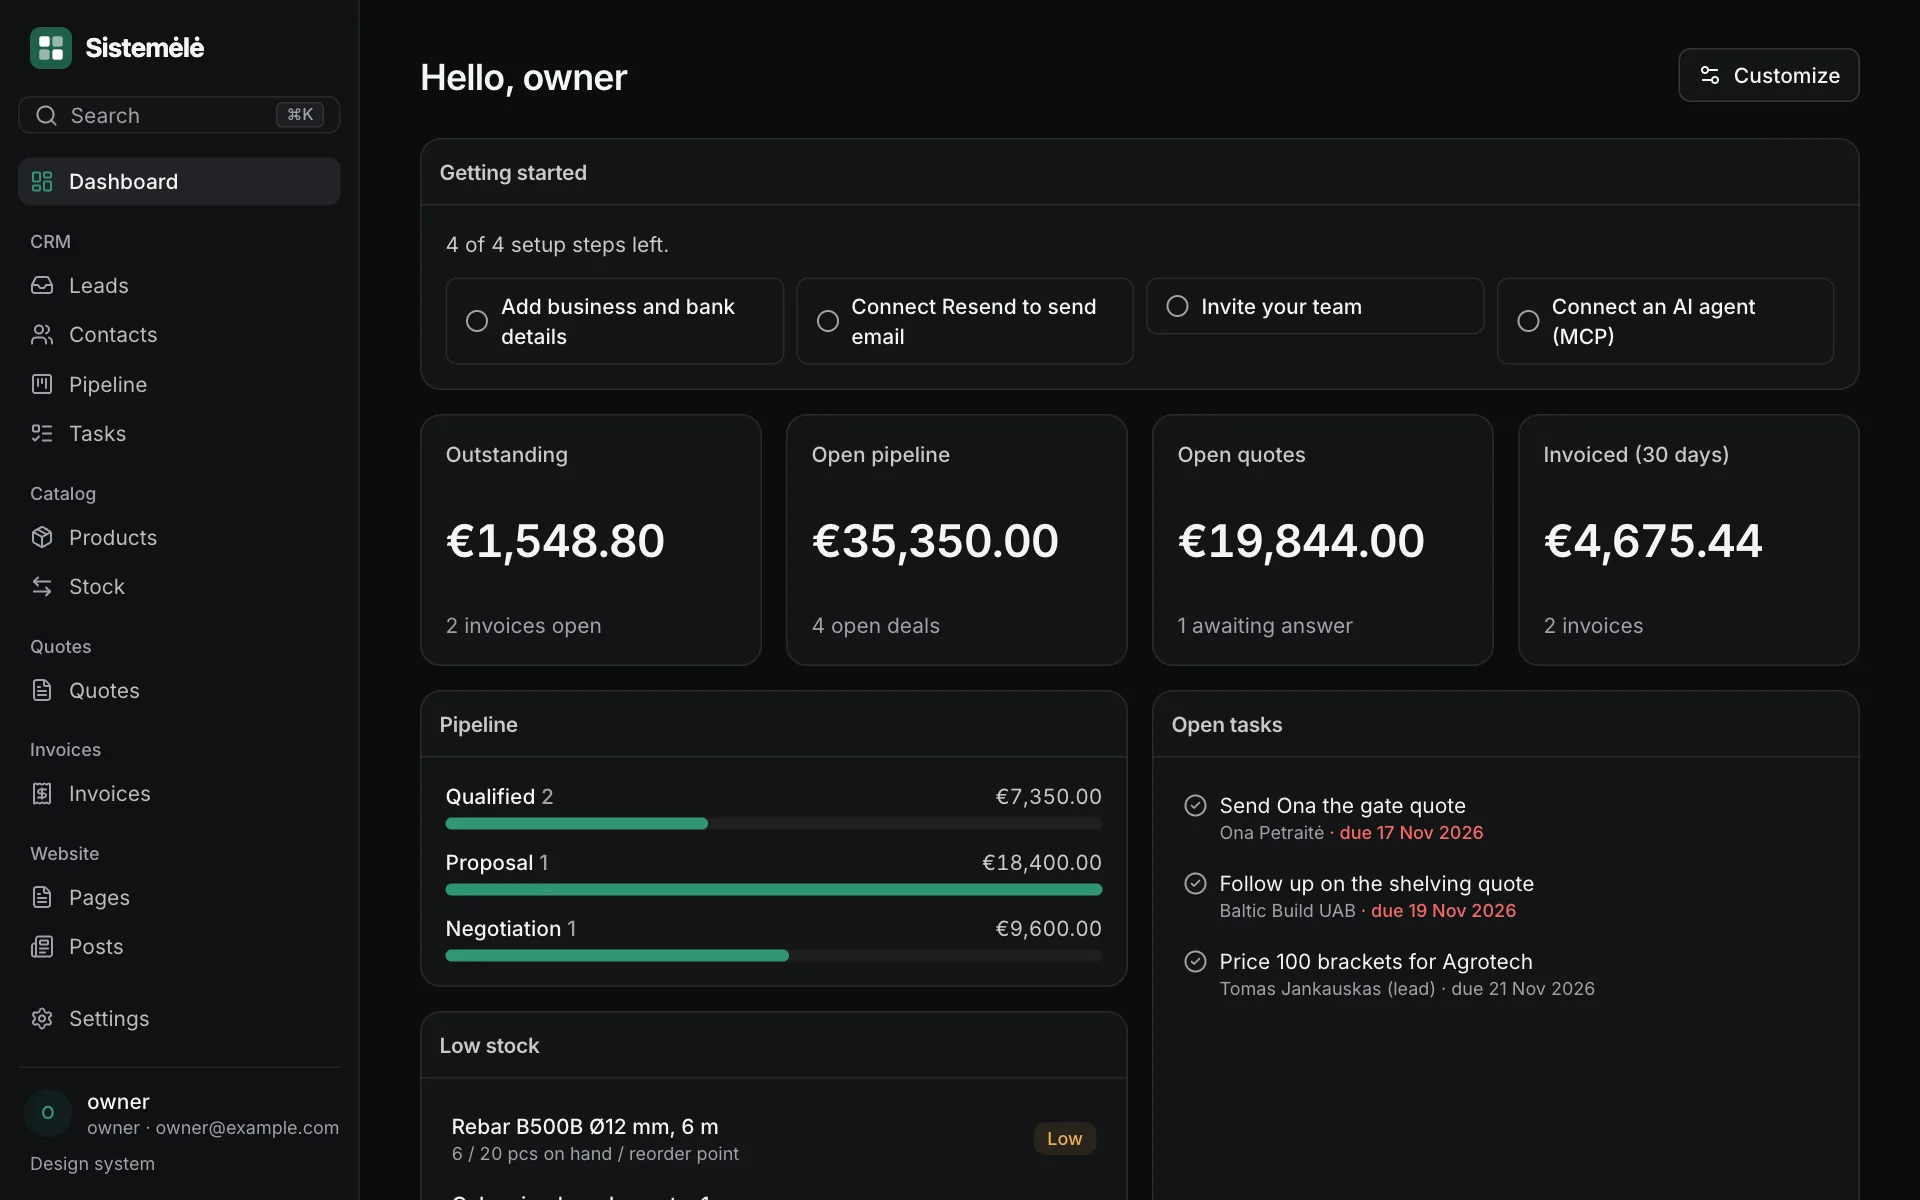 Sistemėlė
Search ⌘K
Dashboard
CRM
Leads
Contacts
Pipeline
Tasks
Catalog
Products
Stock
Quotes
Quotes
Invoices
Invoices
Website
Pages
Posts
Settings
O
owner
owner · owner@example.com
Design system
Hello, owner
Customize
Getting started
4 of 4 setup steps left.
Add business and bank
details
Connect Resend to send
email
Invite your team
Connect an AI agent
(MCP)
Outstanding
€1,548.80
2 invoices open
Open pipeline
€35,350.00
4 open deals
Open quotes
€19,844.00
1 awaiting answer
Invoiced (30 days)
€4,675.44
2 invoices
Pipeline
Qualified 2 €7,350.00
Proposal 1 €18,400.00
Negotiation 1 €9,600.00
Low stock
Rebar B500B Ø12 mm, 6 m
6 / 20 pcs on hand / reorder point
Low
Open tasks
Send Ona the gate quote
Ona Petraitė · due 17 Nov 2026
Follow up on the shelving quote
Baltic Build UAB · due 19 Nov 2026
Price 100 brackets for Agrotech
Tomas Jankauskas (lead) · due 21 Nov 2026